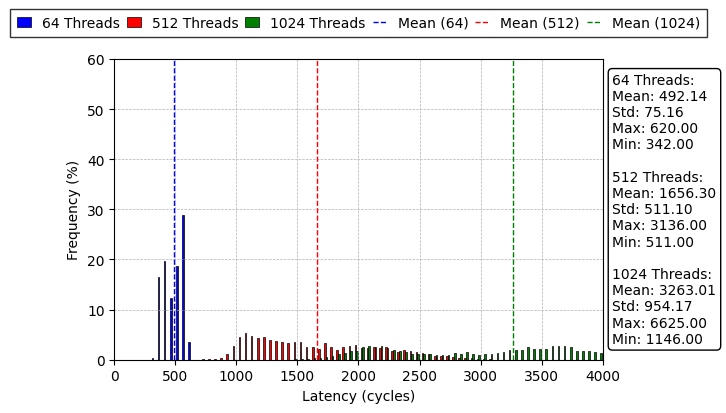 64 Threads 512 Threads 1024 Threads Mean (64) Mean (512) Mean (1024)
60
50
40
30
20
10
0
Frequency (%)
0 500 1000 1500 2000 2500 3000 3500 4000
Latency (cycles)
64 Threads:
Mean: 492.14
Std: 75.16
Max: 620.00
Min: 342.00
512 Threads:
Mean: 1656.30
Std: 511.10
Max: 3136.00
Min: 511.00
1024 Threads:
Mean: 3263.01
Std: 954.17
Max: 6625.00
Min: 1146.00